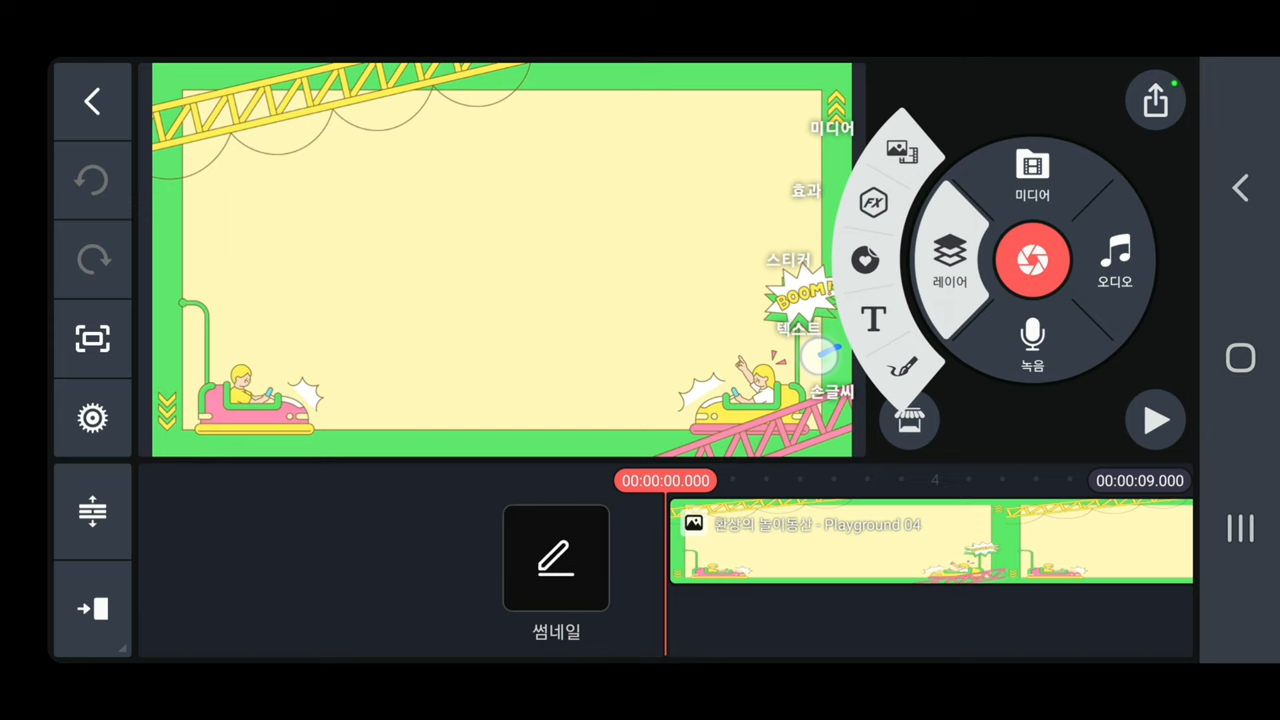 미디어
효과
스티커
BOOM!
텍스트
손글씨
FX
T
미디어
레이어
오디오
녹음
00:00:00.000
4
00:00:09.000
환상의 놀이동산 - Playground 04
썸네일